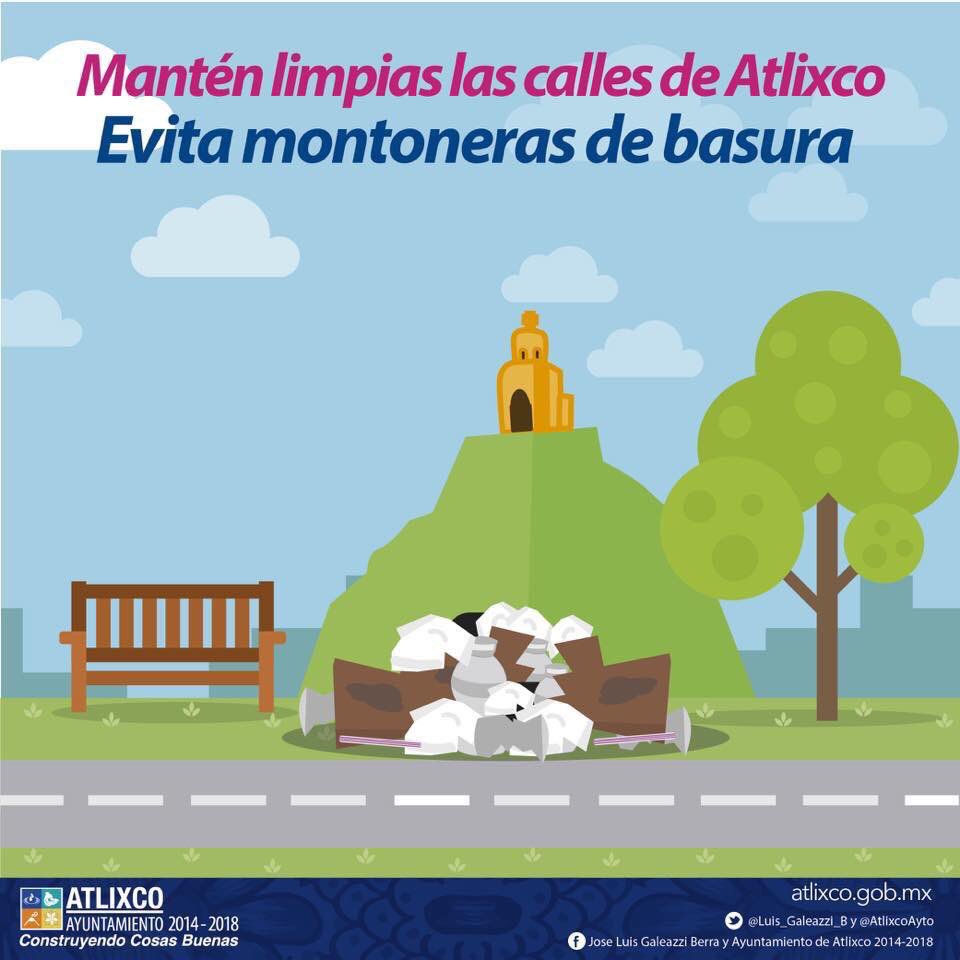 Mantén limpias las calles de Atlixco
Evita montoneras de basura
ATLIXCO
AYUNTAMIENTO 2014-2018
Construyendo Cosas Buenas
atlixco.gob.mx
@Luis_Galeazzi_B y @AtlixcoAyto
Jose Luis Galeazzi Berra y Ayuntamiento de Atlixco 2014-2018